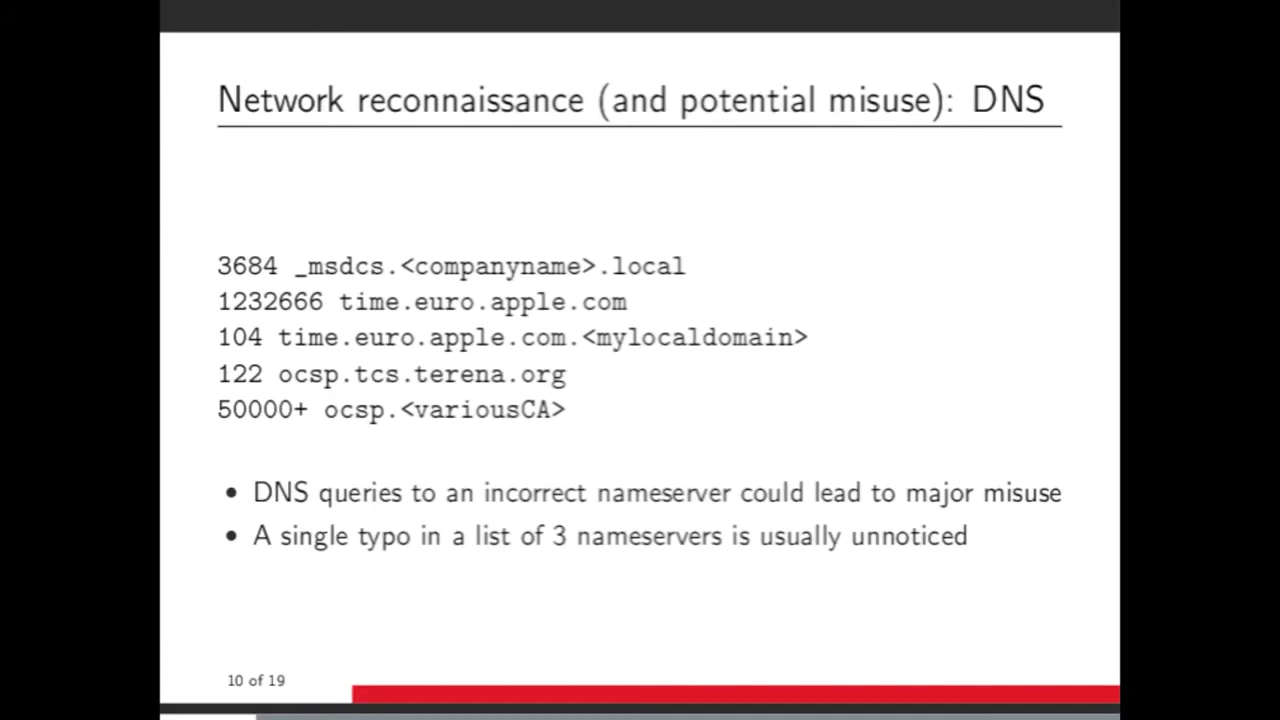 Network reconnaissance (and potential misuse): DNS
3684 _msdcs.<companyname>.local
1232666 time.euro.apple.com
104 time.euro.apple.com.<mylocaldomain>
122 ocsp.tcs.terena.org
50000+ ocsp.<variousCA>
• DNS queries to an incorrect nameserver could lead to major misuse
• A single typo in a list of 3 nameservers is usually unnoticed
10 of 19